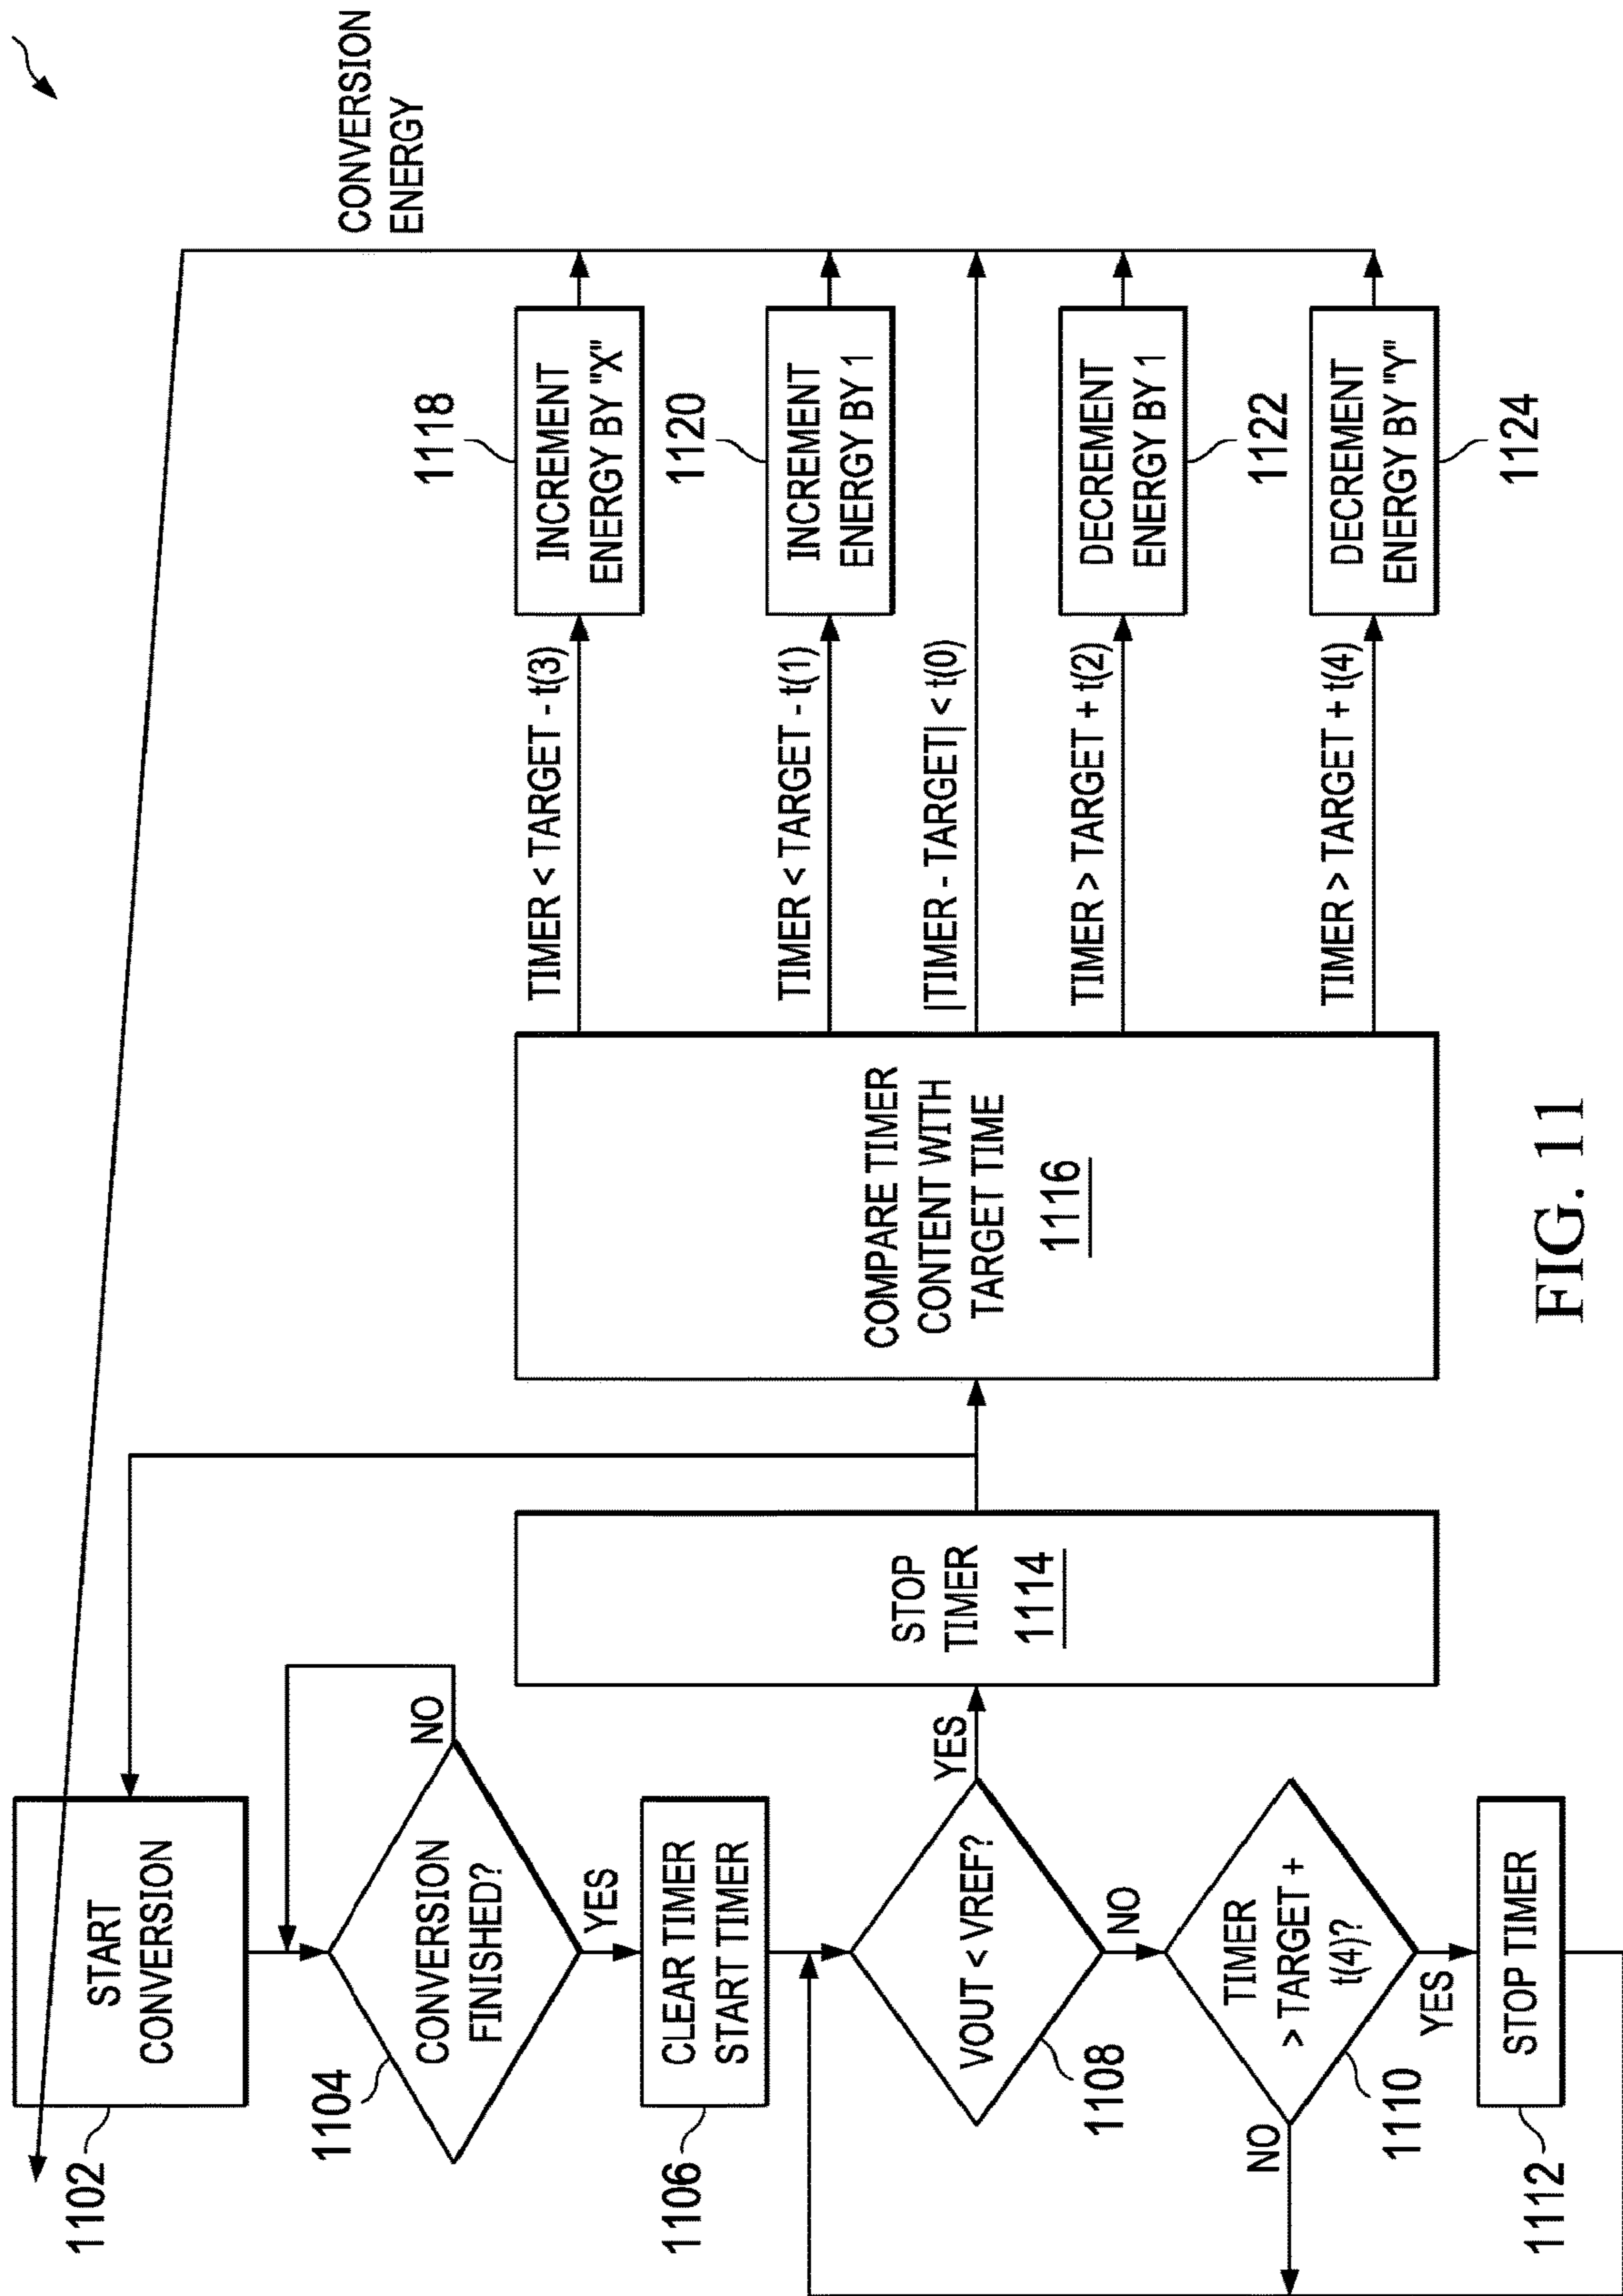 CONVERSION
ENERGY
START
CONVERSION
1102
CONVERSION
FINISHED?
1104
NO
YES
CLEAR TIMER
START TIMER
1106
VOUT < VREF?
1108
YES
NO
TIMER
> TARGET +
t(4)?
1110
NO
YES
STOP TIMER
1112
STOP
TIMER
1114
COMPARE TIMER
CONTENT WITH
TARGET TIME
1116
TIMER < TARGET - t(3)
INCREMENT
ENERGY BY "X"
1118
TIMER < TARGET - t(1)
INCREMENT
ENERGY BY 1
1120
|TIMER - TARGET| < t(0)
TIMER > TARGET + t(2)
DECREMENT
ENERGY BY 1
1122
TIMER > TARGET + t(4)
DECREMENT
ENERGY BY "Y"
1124
FIG. 11